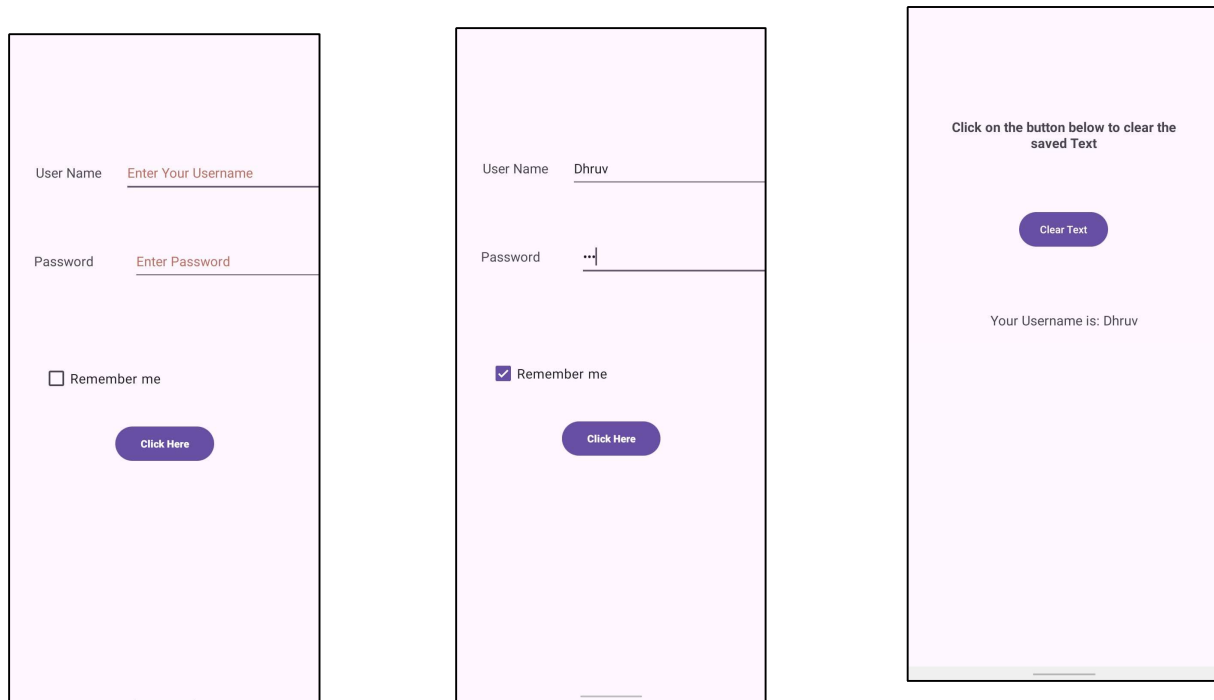 User Name Enter Your Username
Password Enter Password
Remember me
Click Here
User Name Dhruv
Password •••
Remember me
Click Here
Click on the button below to clear the
saved Text
Clear Text
Your Username is: Dhruv